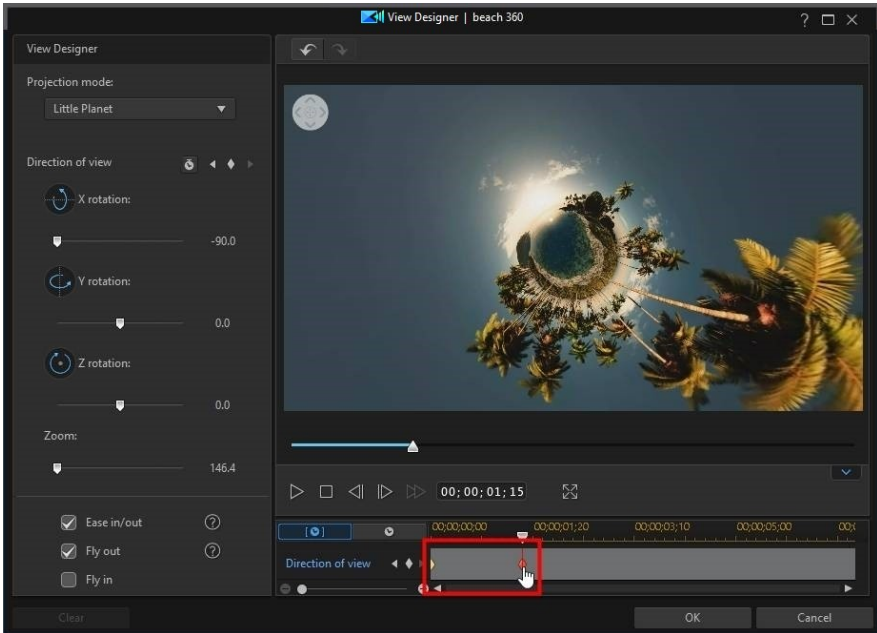 View Designer | beach 360
?
View Designer
Projection mode:
Little Planet
Direction of view
X rotation:
-90.0
Y rotation:
0.0
Z rotation:
0.0
Zoom:
146.4
Ease in/out ?
Fly out ?
Fly in
00; 00; 01; 15
00;00;00;00 00;00;01;20 00;00;03;10 00;00;05;00 00;
Direction of view
Clear
OK Cancel